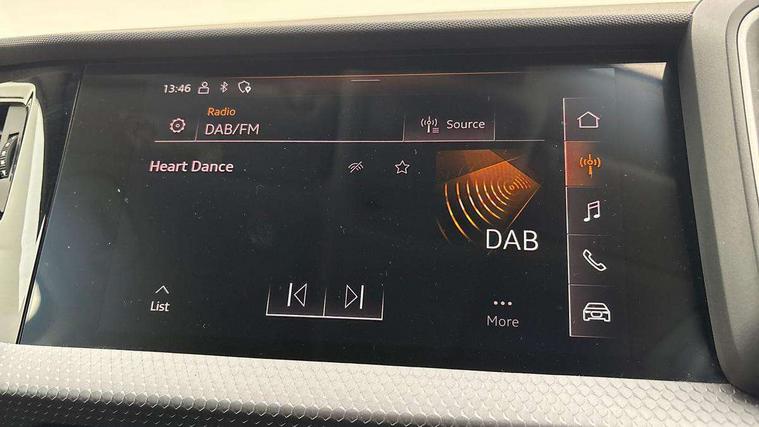 13:46
Radio
DAB/FM
Source
Heart Dance
DAB
List
More